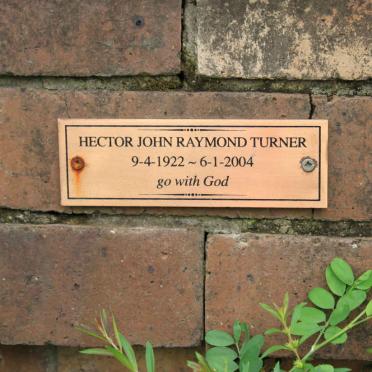 HECTOR JOHN RAYMOND TURNER
9-4-1922 ~ 6-1-2004
go with God